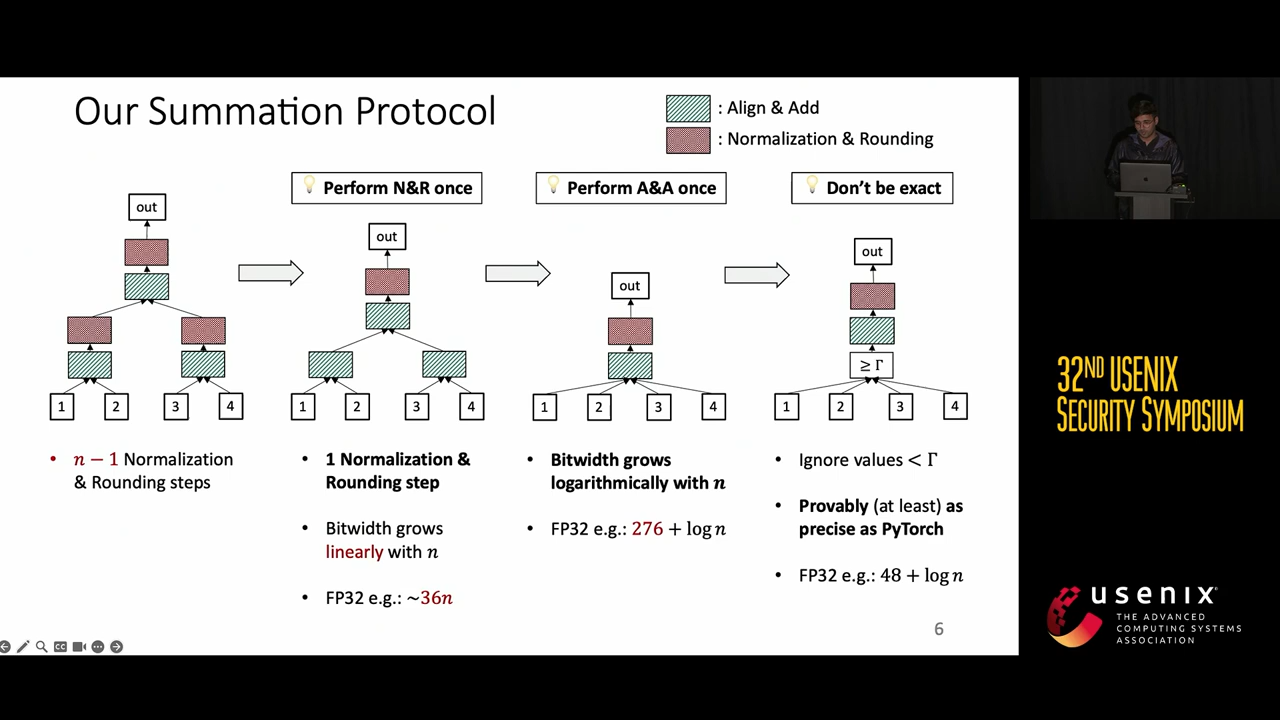 Our Summation Protocol
: Align & Add
: Normalization & Rounding
💡 Perform N&R once
💡 Perform A&A once
💡 Don't be exact
out
1
2
3
4
out
1
2
3
4
out
1
2
3
4
out
≥ Γ
1
2
3
4
• n − 1 Normalization
& Rounding steps
• 1 Normalization &
Rounding step
• Bitwidth grows
linearly with n
• FP32 e.g.: ~36n
• Bitwidth grows
logarithmically with n
• FP32 e.g.: 276 + log n
• Ignore values < Γ
• Provably (at least) as
precise as PyTorch
• FP32 e.g.: 48 + log n
6
CC
32ND USENIX
SECURITY SYMPOSIUM
usenix
THE ADVANCED
COMPUTING SYSTEMS
ASSOCIATION